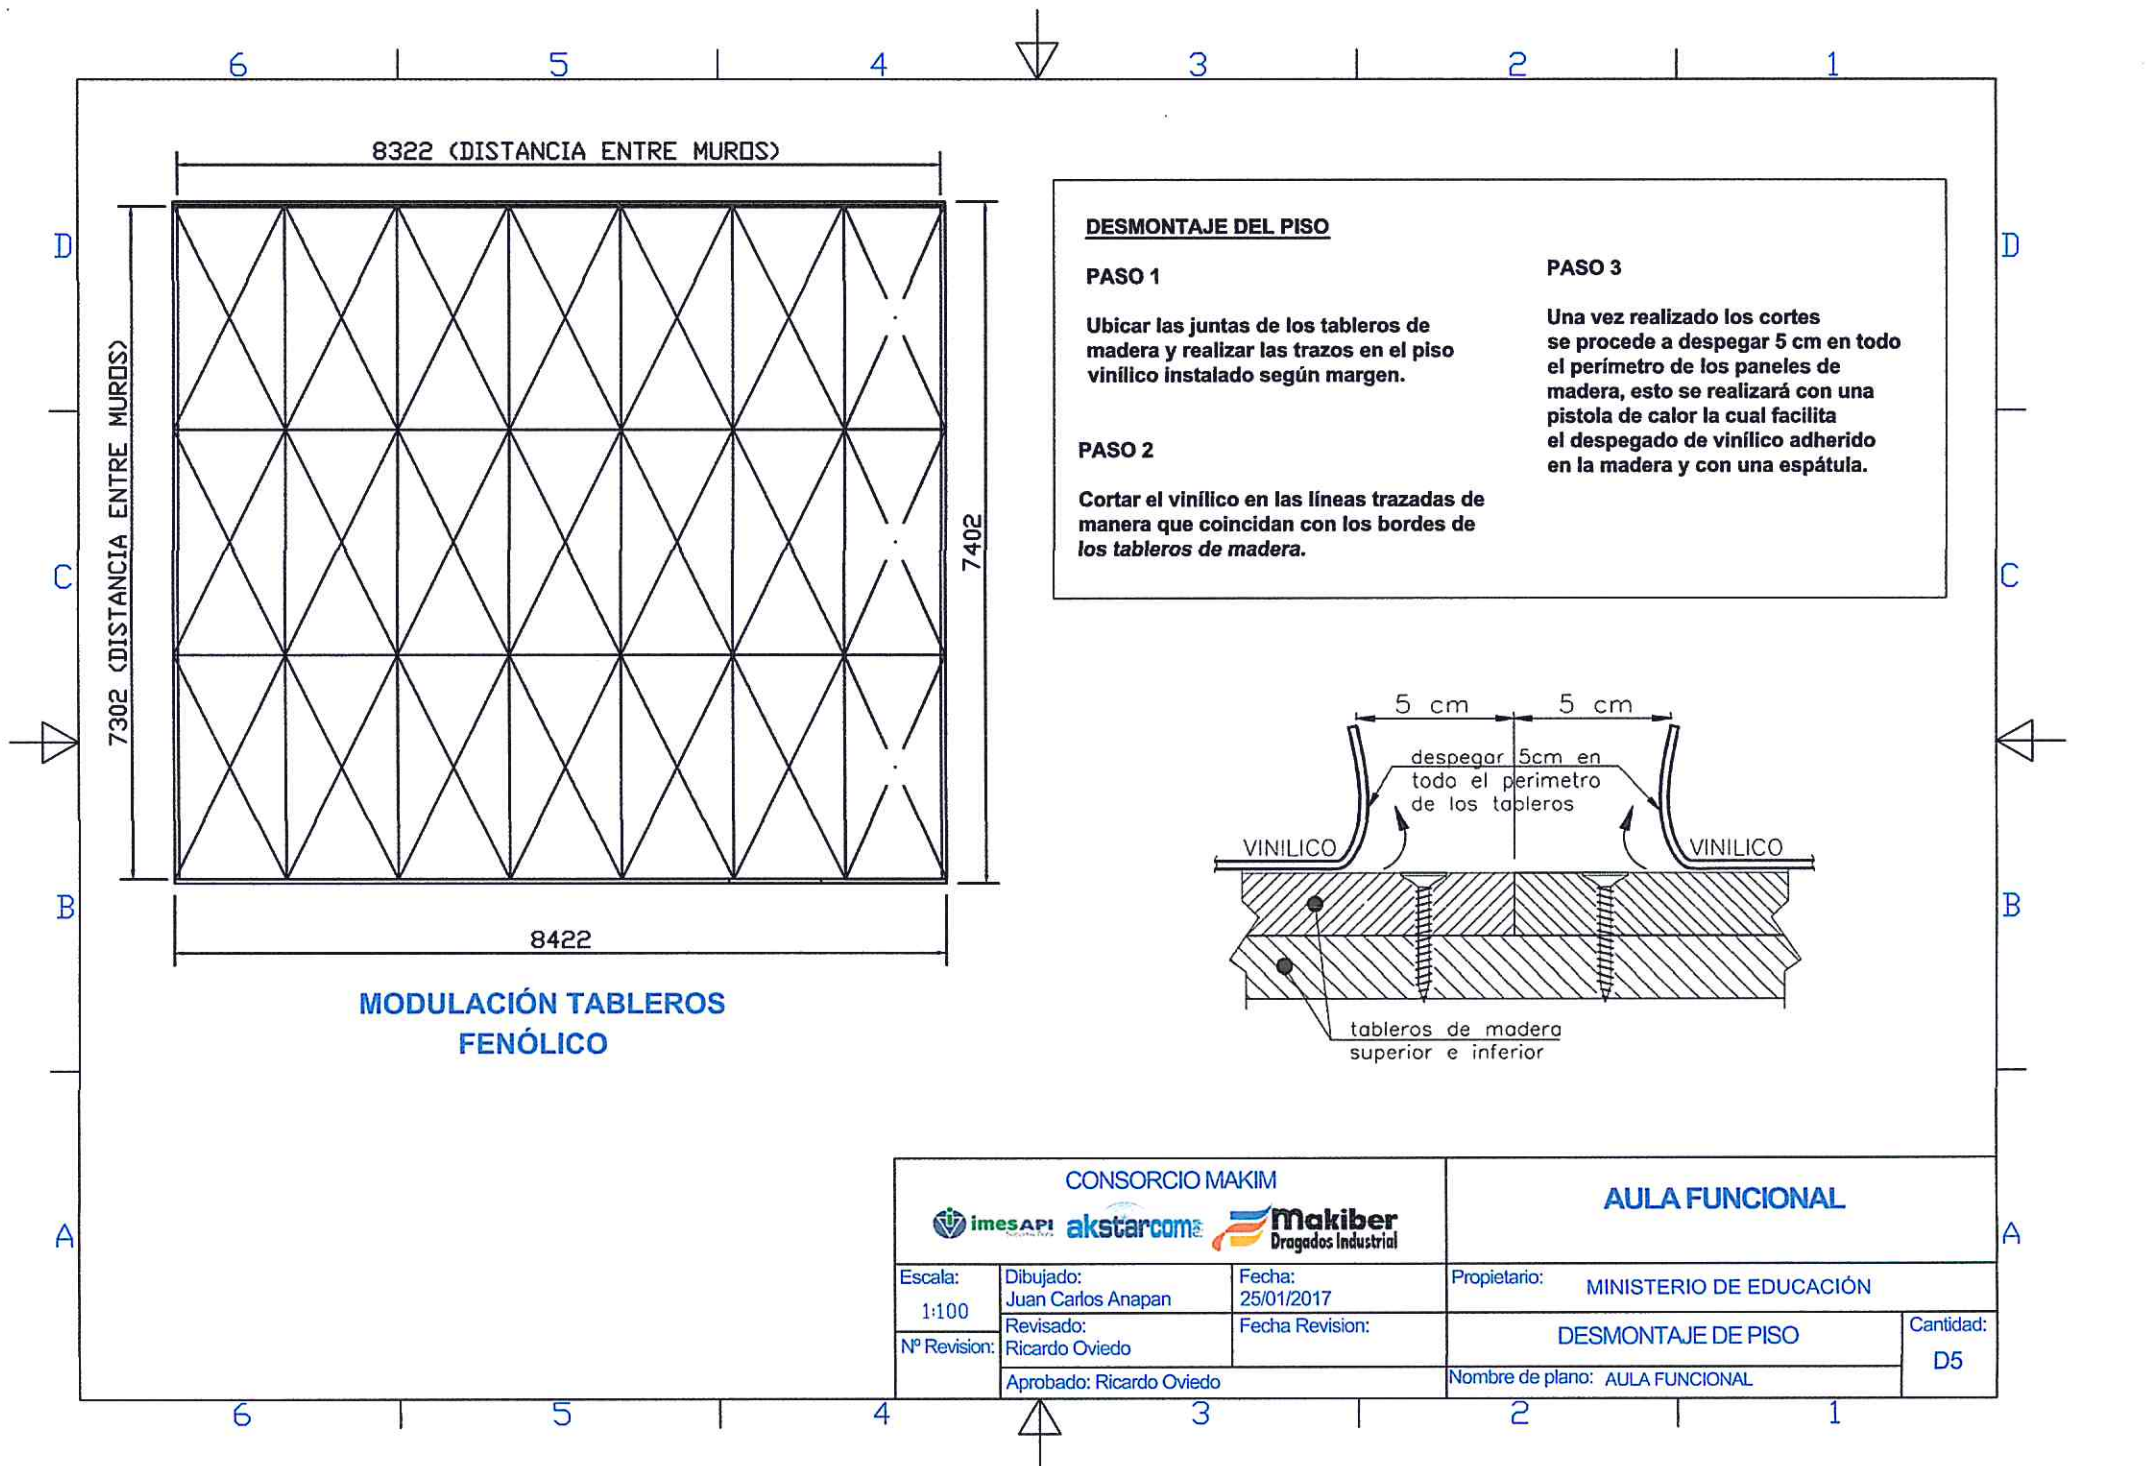 6 5 4 3 2 1
8322 (DISTANCIA ENTRE MUROS)
7302 (DISTANCIA ENTRE MUROS)
7402
8422
MODULACIÓN TABLEROS
FENÓLICO
D D
C C
B B
A A
DESMONTAJE DEL PISO
PASO 1
Ubicar las juntas de los tableros de
madera y realizar las trazos en el piso
vinílico instalado según margen.
PASO 2
Cortar el vinílico en las líneas trazadas de
manera que coincidan con los bordes de
los tableros de madera.
PASO 3
Una vez realizado los cortes
se procede a despegar 5 cm en todo
el perímetro de los paneles de
madera, esto se realizará con una
pistola de calor la cual facilita
el despegado de vinílico adherido
en la madera y con una espátula.
5 cm 5 cm
despegar 5cm en
todo el perimetro
de los tableros
VINILICO VINILICO
tableros de madera
superior e inferior
CONSORCIO MAKIM
imesAPI akstarcom Makiber
Dragados Industrial
AULA FUNCIONAL
Escala:
1:100
Nº Revision:
Dibujado:
Juan Carlos Anapan
Fecha:
25/01/2017
Revisado:
Ricardo Oviedo
Fecha Revision:
Aprobado: Ricardo Oviedo
Propietario: MINISTERIO DE EDUCACIÓN
DESMONTAJE DE PISO
Nombre de plano: AULA FUNCIONAL
Cantidad:
D5
6 5 4 3 2 1